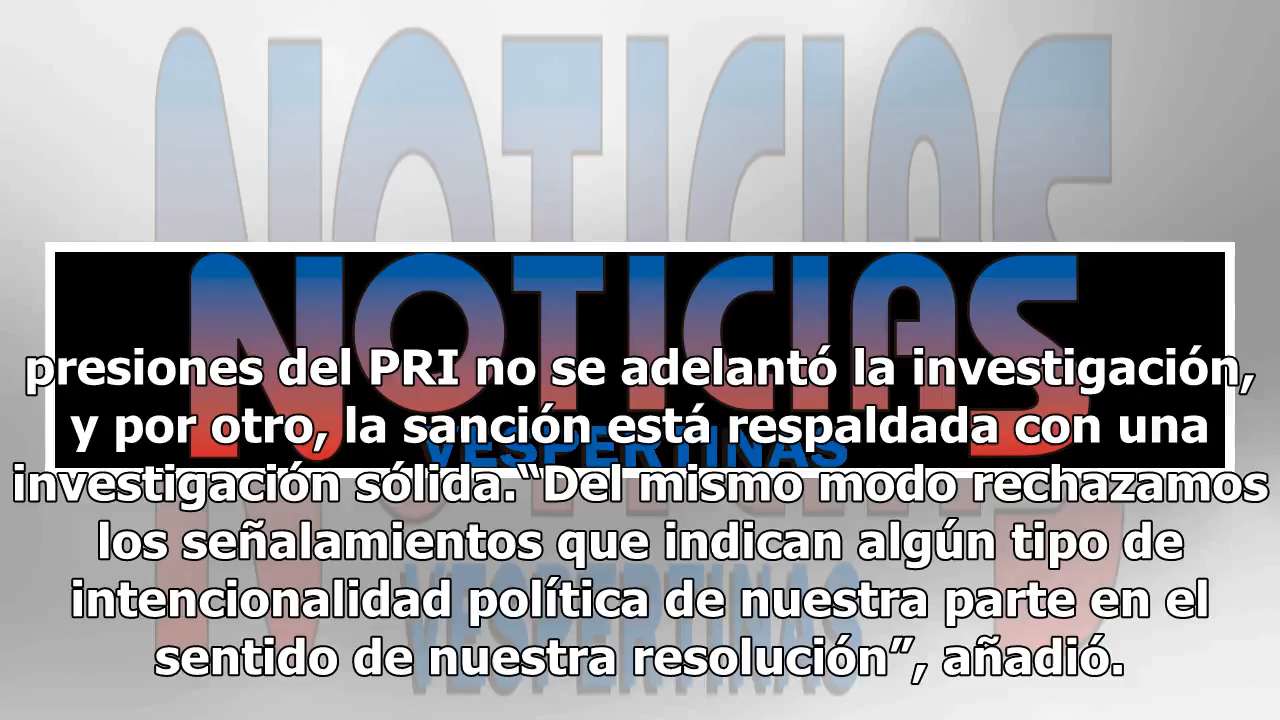 NOTICIAS
VESPERTINAS
NOTICIAS
VESPERTINAS
presiones del PRI no se adelantó la investigación,
y por otro, la sanción está respaldada con una
investigación sólida.“Del mismo modo rechazamos
los señalamientos que indican algún tipo de
intencionalidad política de nuestra parte en el
sentido de nuestra resolución”, añadió.